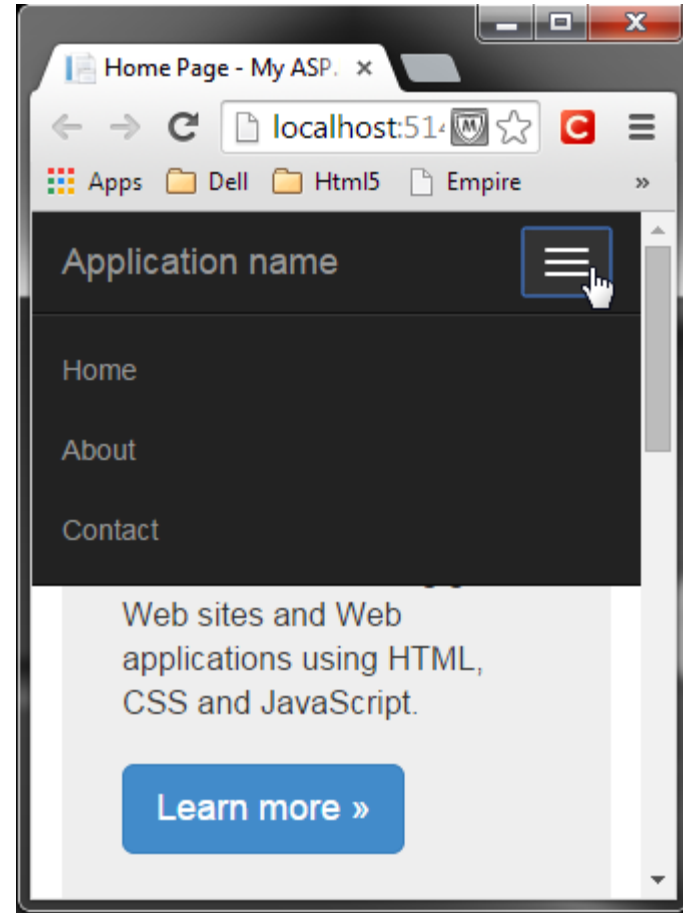 Home Page - My ASP.
localhost:514
Apps Dell Html5 Empire »
Application name
Home
About
Contact
Web sites and Web
applications using HTML,
CSS and JavaScript.
Learn more »